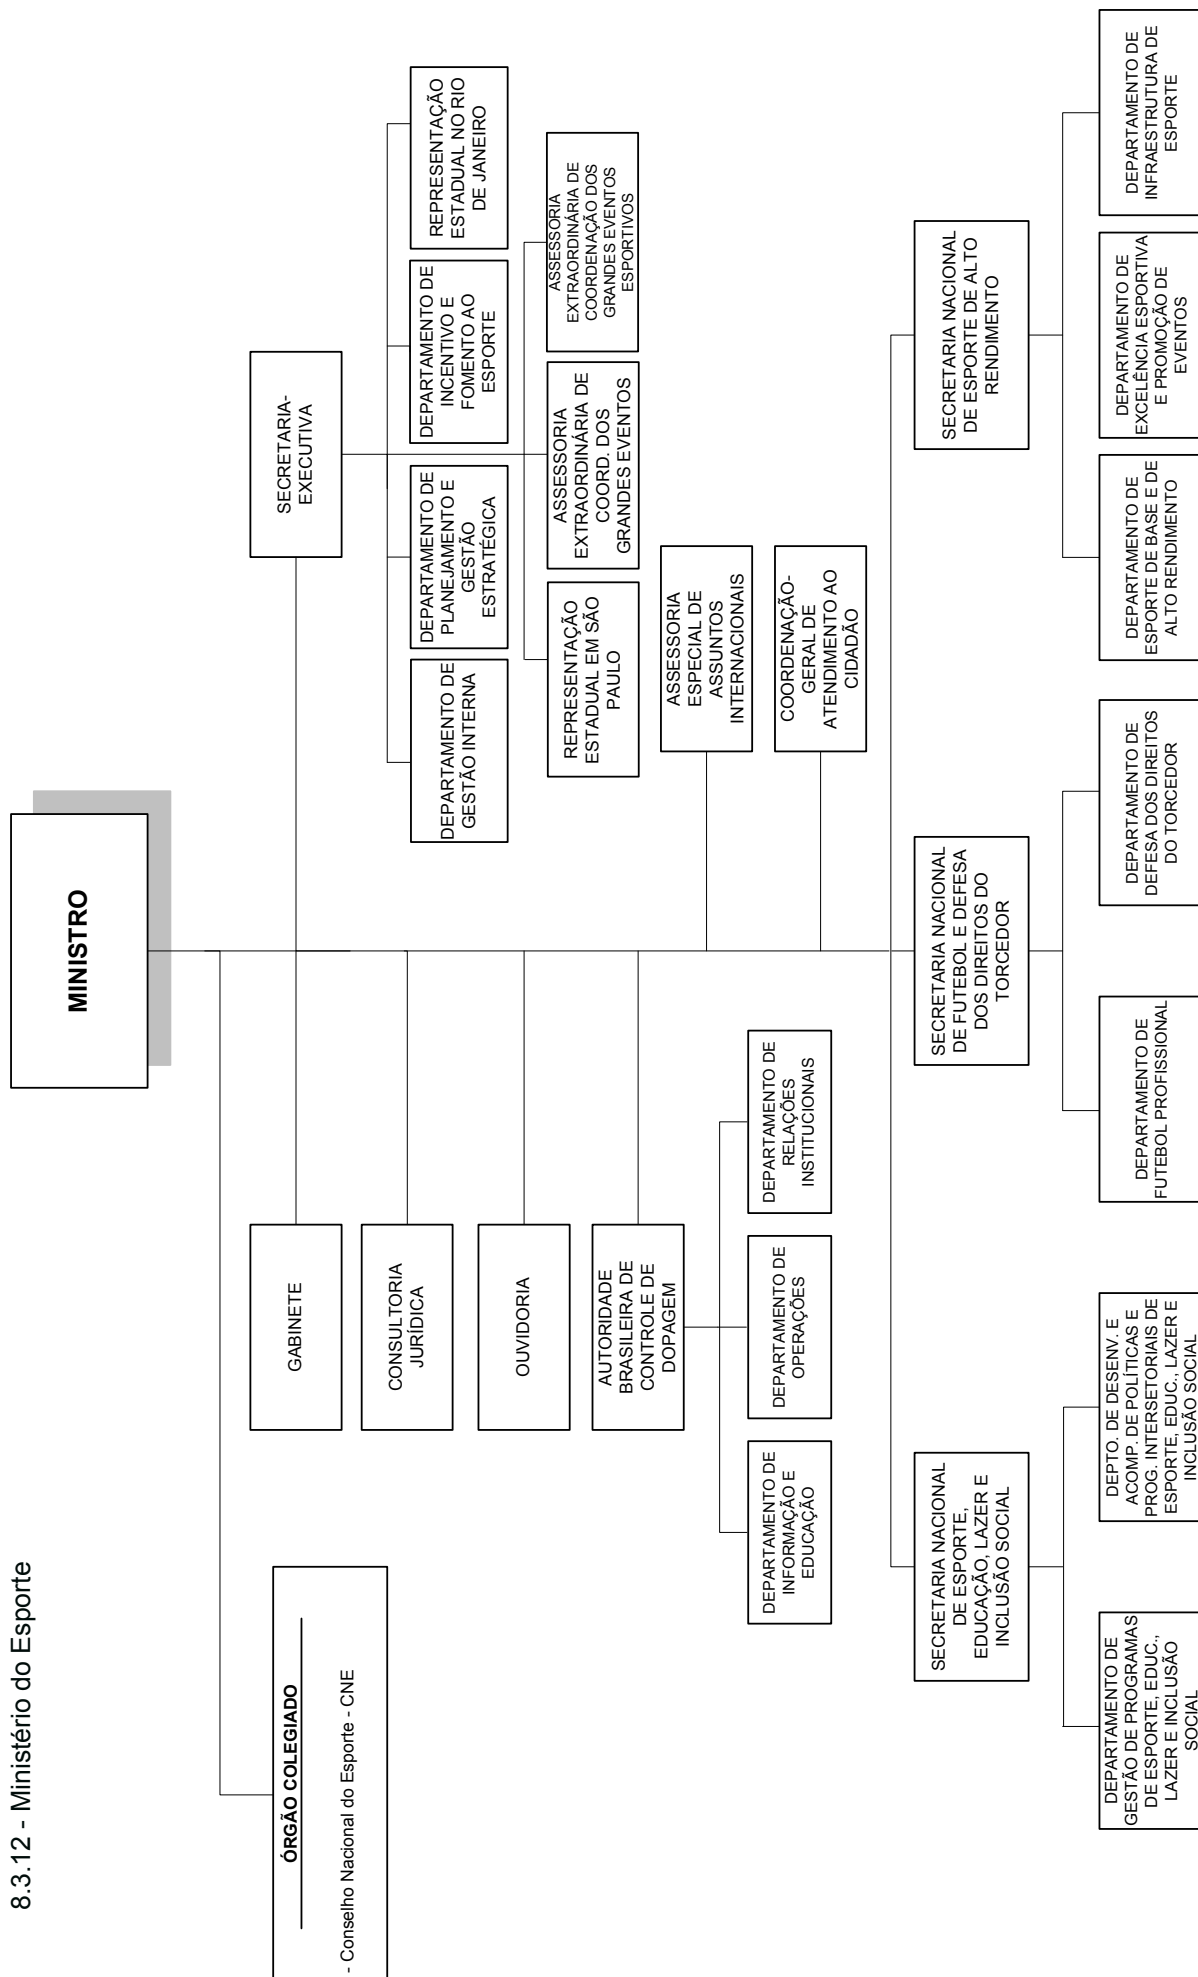 8.3.12 - Ministério do Esporte
MINISTRO
ÓRGÃO COLEGIADO
- Conselho Nacional do Esporte - CNE
GABINETE
SECRETARIA-
EXECUTIVA
CONSULTORIA
JURÍDICA
OUVIDORIA
AUTORIDADE
BRASILEIRA DE
CONTROLE DE
DOPAGEM
DEPARTAMENTO DE
GESTÃO INTERNA
DEPARTAMENTO DE
PLANEJAMENTO E
GESTÃO
ESTRATÉGICA
DEPARTAMENTO DE
INCENTIVO E
FOMENTO AO
ESPORTE
REPRESENTAÇÃO
ESTADUAL NO RIO
DE JANEIRO
REPRESENTAÇÃO
ESTADUAL EM SÃO
PAULO
ASSESSORIA
EXTRAORDINÁRIA DE
COORD. DOS
GRANDES EVENTOS
ASSESSORIA
EXTRAORDINÁRIA DE
COORDENAÇÃO DOS
GRANDES EVENTOS
ESPORTIVOS
ASSESSORIA
ESPECIAL DE
ASSUNTOS
INTERNACIONAIS
COORDENAÇÃO-
GERAL DE
ATENDIMENTO AO
CIDADÃO
DEPARTAMENTO DE
INFORMAÇÃO E
EDUCAÇÃO
DEPARTAMENTO DE
OPERAÇÕES
DEPARTAMENTO DE
RELAÇÕES
INSTITUCIONAIS
SECRETARIA NACIONAL
DE ESPORTE,
EDUCAÇÃO, LAZER E
INCLUSÃO SOCIAL
SECRETARIA NACIONAL
DE FUTEBOL E DEFESA
DOS DIREITOS DO
TORCEDOR
SECRETARIA NACIONAL
DE ESPORTE DE ALTO
RENDIMENTO
DEPARTAMENTO DE
GESTÃO DE PROGRAMAS
DE ESPORTE, EDUC.,
LAZER E INCLUSÃO
SOCIAL
DEPTO. DE DESENV. E
ACOMP. DE POLÍTICAS E
PROG. INTERSETORIAIS DE
ESPORTE, EDUC., LAZER E
INCLUSÃO SOCIAL
DEPARTAMENTO DE
FUTEBOL PROFISSIONAL
DEPARTAMENTO DE
DEFESA DOS DIREITOS
DO TORCEDOR
DEPARTAMENTO DE
ESPORTE DE BASE E DE
ALTO RENDIMENTO
DEPARTAMENTO DE
EXCELÊNCIA ESPORTIVA
E PROMOÇÃO DE
EVENTOS
DEPARTAMENTO DE
INFRAESTRUTURA DE
ESPORTE